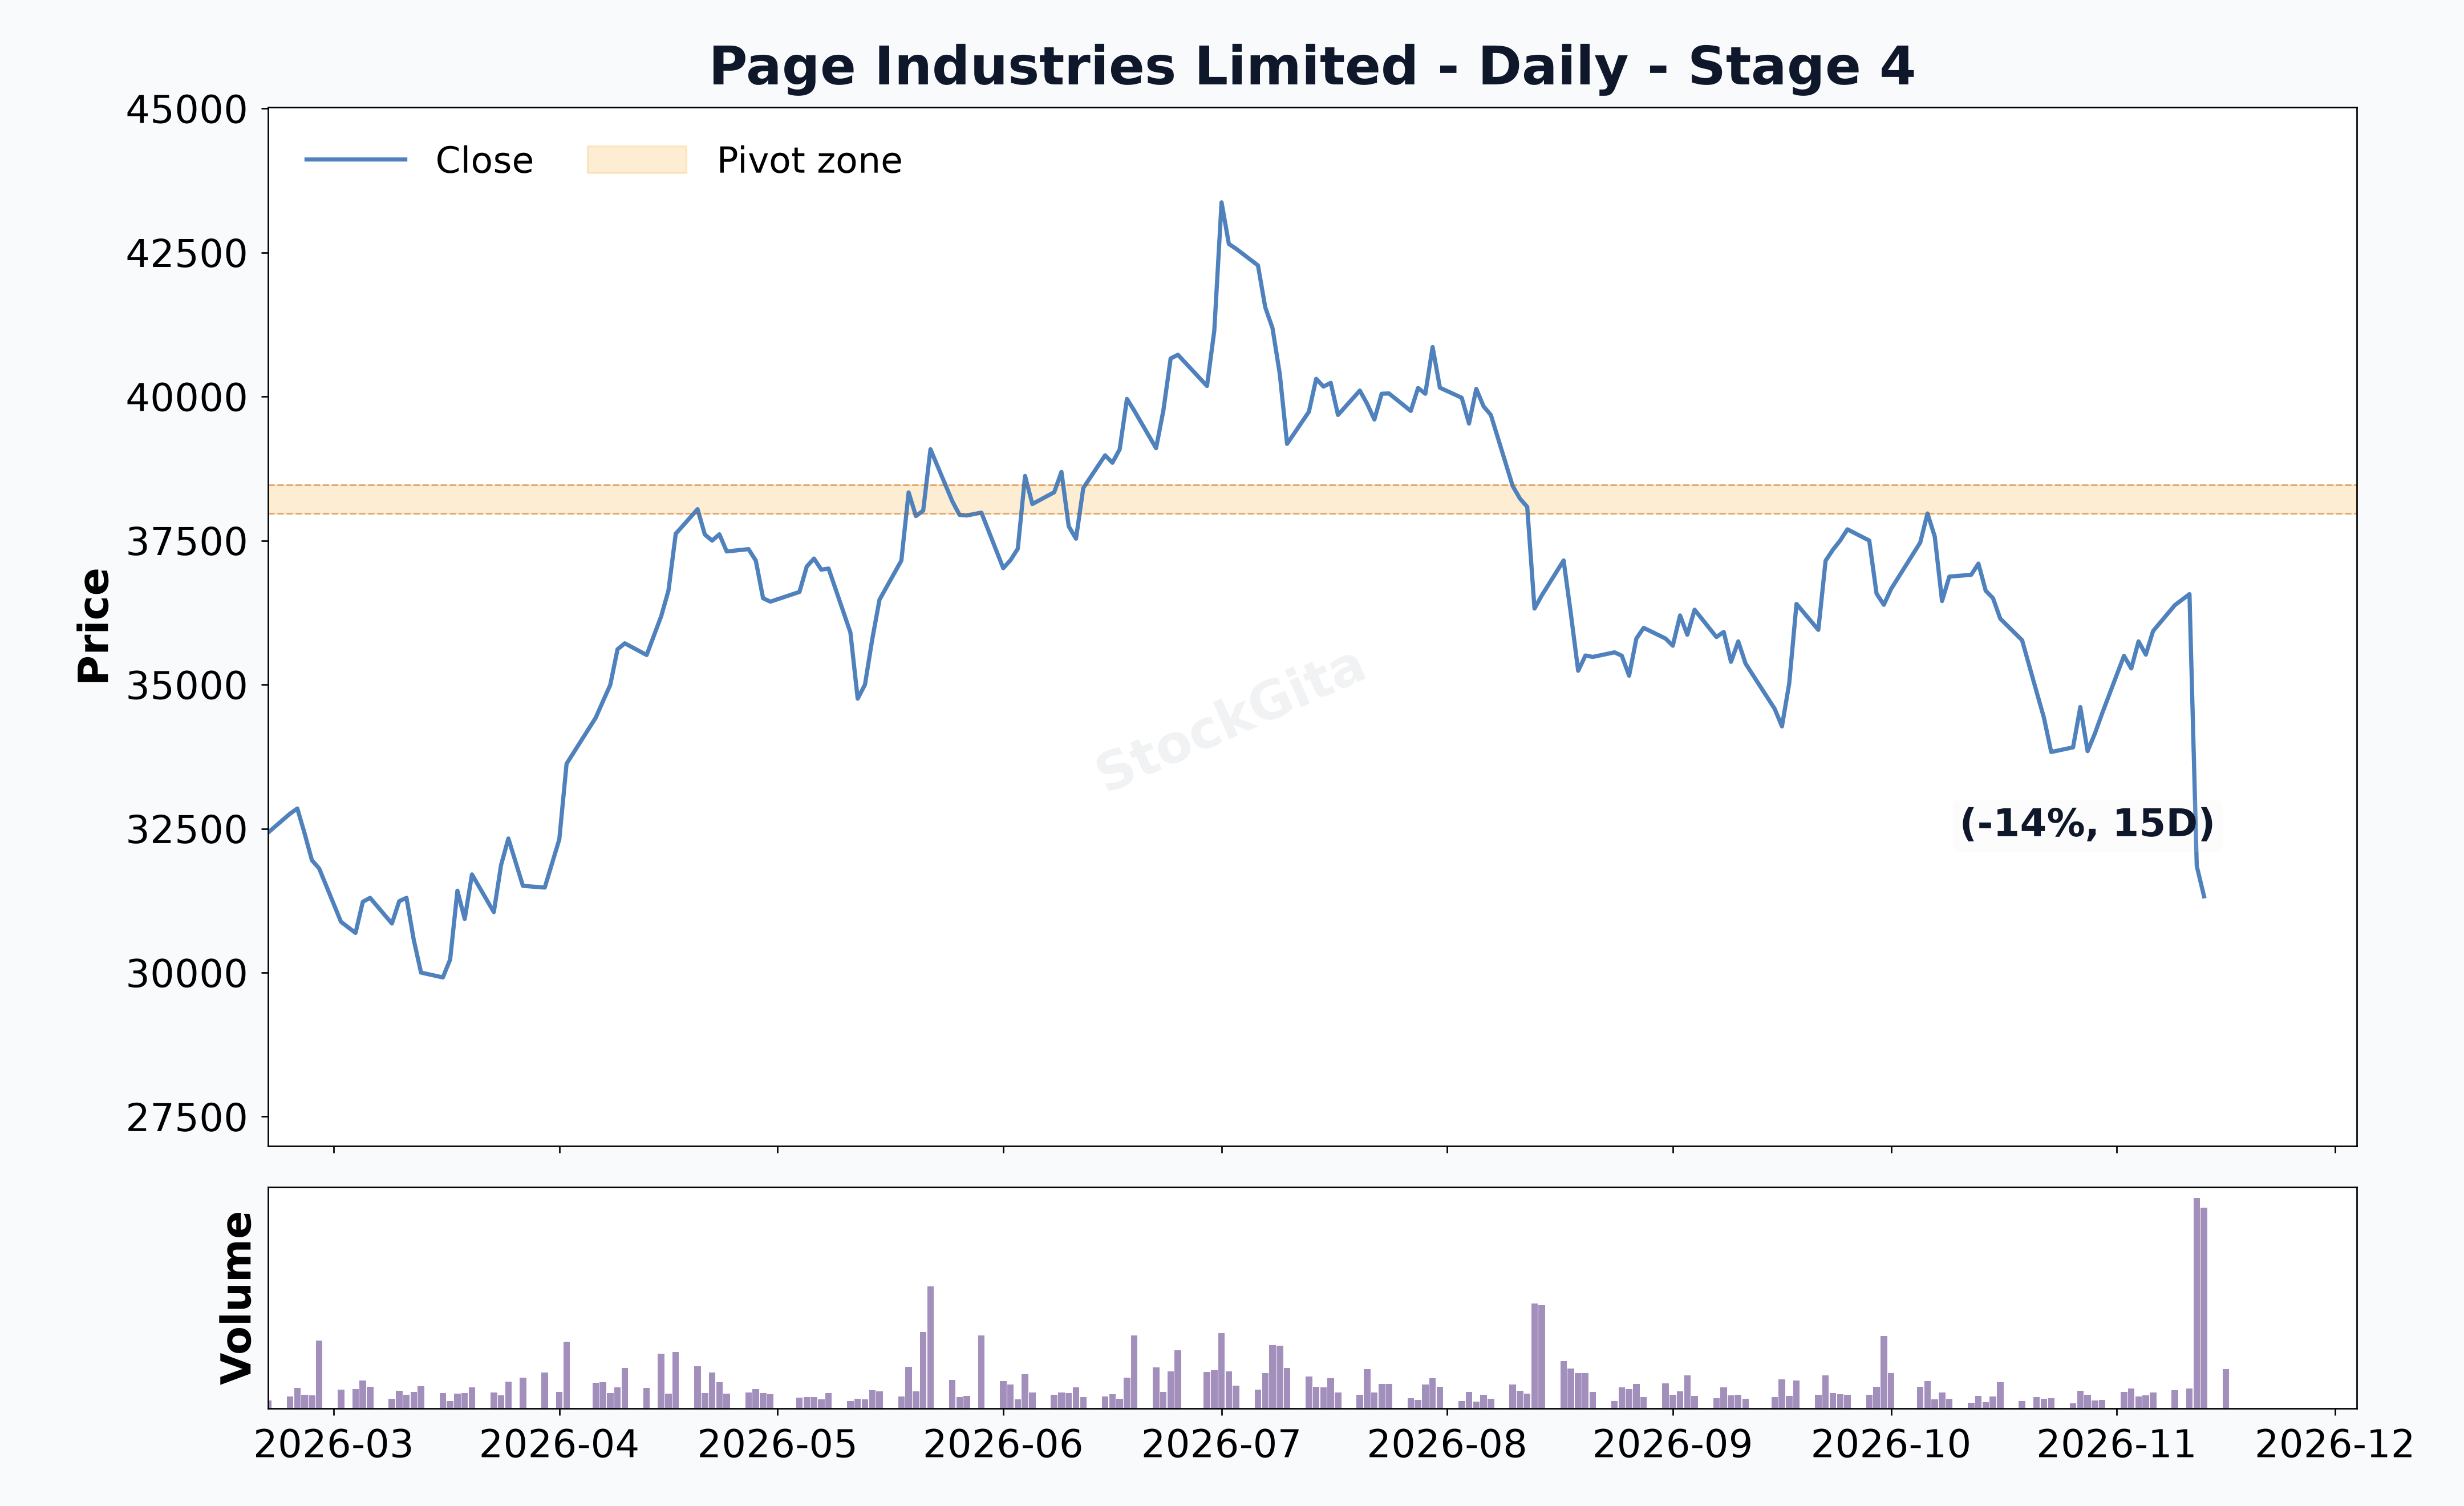 Page Industries Limited - Daily - Stage 4
45000
Close
Pivot zone
42500
40000
37500
Price
35000
StockGita
32500
(-14%, 15D)
30000
27500
Volume
2026-03
2026-04
2026-05
2026-06
2026-07
2026-08
2026-09
2026-10
2026-11
2026-12